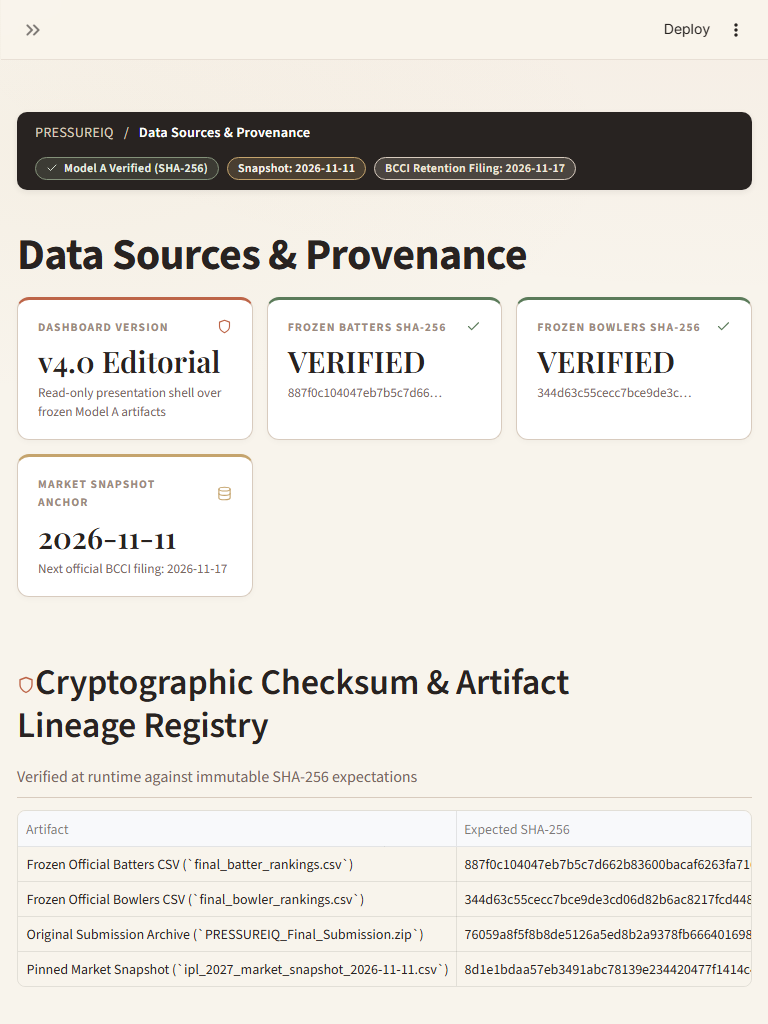 Deploy
PRESSUREIQ / Data Sources & Provenance
Model A Verified (SHA-256) Snapshot: 2026-11-11 BCCI Retention Filing: 2026-11-17
Data Sources & Provenance
DASHBOARD VERSION
v4.0 Editorial
Read-only presentation shell over
frozen Model A artifacts
FROZEN BATTERS SHA-256
VERIFIED
887f0c104047eb7b5c7d66…
FROZEN BOWLERS SHA-256
VERIFIED
344d63c55cecc7bce9de3c…
MARKET SNAPSHOT
ANCHOR
2026-11-11
Next official BCCI filing: 2026-11-17
Cryptographic Checksum & Artifact
Lineage Registry
Verified at runtime against immutable SHA-256 expectations
Artifact Expected SHA-256
Frozen Official Batters CSV (`final_batter_rankings.csv`) 887f0c104047eb7b5c7d662b83600bacaf6263fa71
Frozen Official Bowlers CSV (`final_bowler_rankings.csv`) 344d63c55cecc7bce9de3cd06d82b6ac8217fcd448
Original Submission Archive (`PRESSUREIQ_Final_Submission.zip`) 76059a8f5f8b8de5126a5ed8b2a9378fb666401698
Pinned Market Snapshot (`ipl_2027_market_snapshot_2026-11-11.csv`) 8d1e1bdaa57eb3491abc78139e234420477f1414c